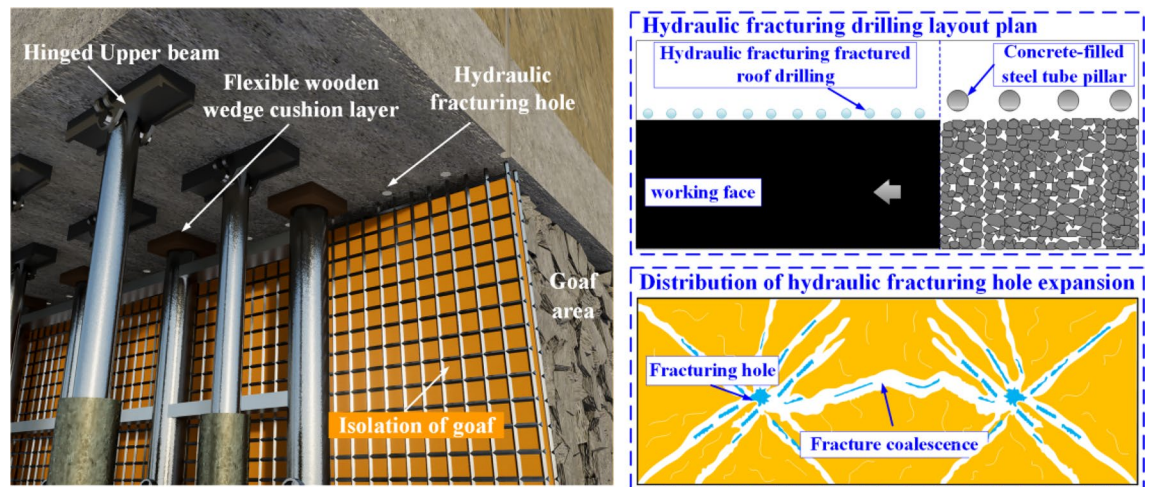 Hinged Upper beam
Flexible wooden
wedge cushion layer
Hydraulic
fracturing hole
Goaf
area
Isolation of goaf
Hydraulic fracturing drilling layout plan
Hydraulic fracturing fractured
roof drilling
Concrete-filled
steel tube pillar
working face
Distribution of hydraulic fracturing hole expansion
Fracturing hole
Fracture coalescence